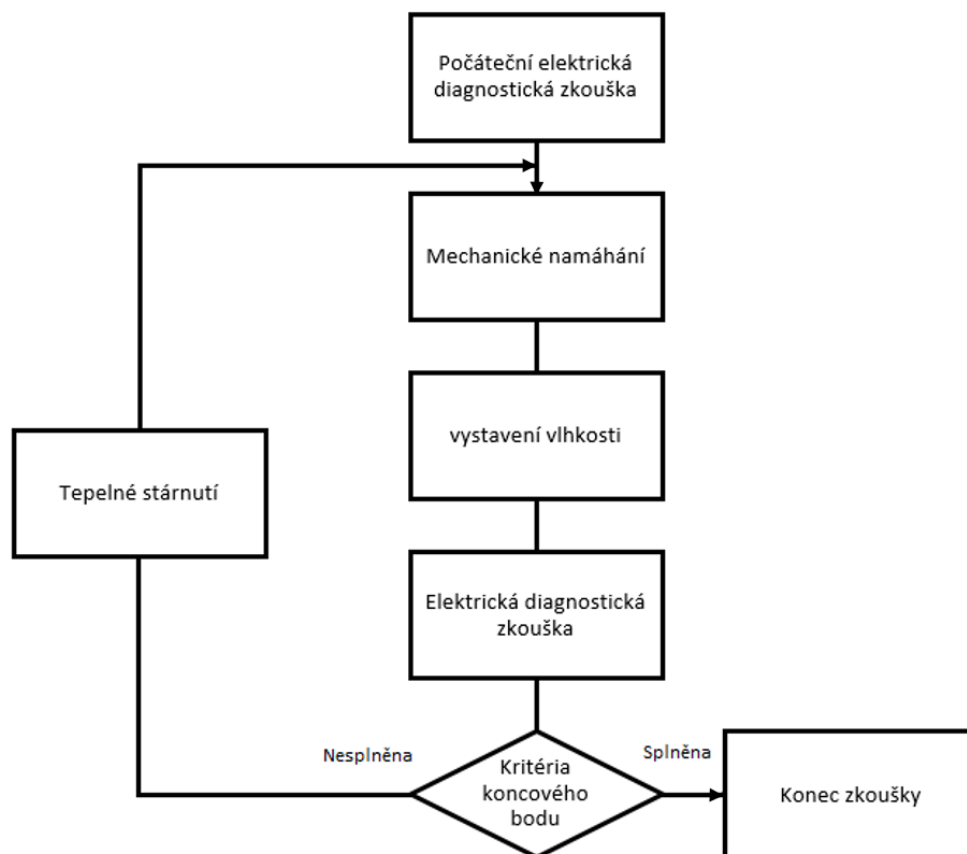 Počáteční elektrická
diagnostická zkouška
Mechanické namáhání
vystavení vlhkosti
Tepelné stárnutí
Elektrická diagnostická
zkouška
Nesplněna
Splněna
Kritéria
koncového
bodu
Konec zkoušky